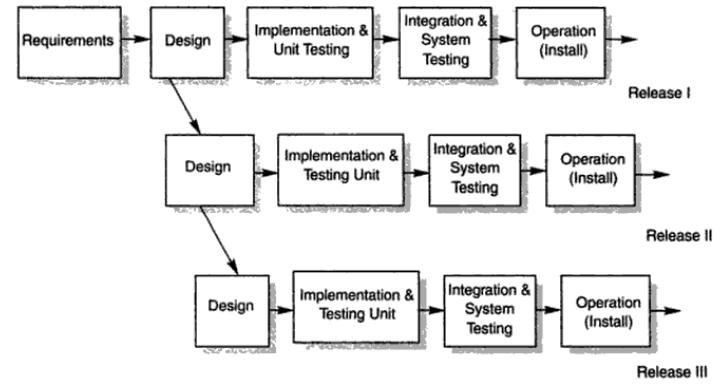 Requirements
Design
Implementation &
Unit Testing
Integration &
System
Testing
Operation
(Install)
Release I
Design
Implementation &
Testing Unit
Integration &
System
Testing
Operation
(Install)
Release II
Design
Implementation &
Testing Unit
Integration &
System
Testing
Operation
(Install)
Release III